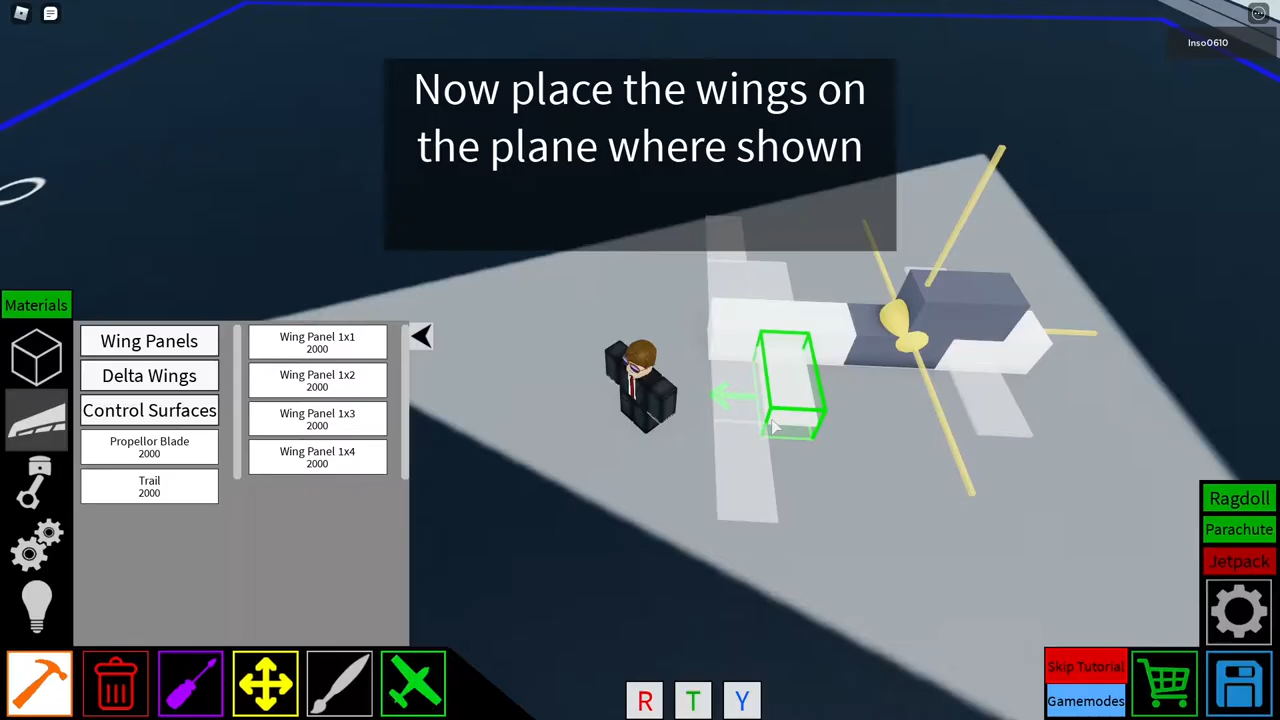 Inso0610
Now place the wings on
the plane where shown
Materials
Wing Panels
Delta Wings
Control Surfaces
Propellor Blade
2000
Trail
2000
Wing Panel 1x1
2000
Wing Panel 1x2
2000
Wing Panel 1x3
2000
Wing Panel 1x4
2000
Ragdoll
Parachute
Jetpack
Skip Tutorial
Gamemodes
R T Y